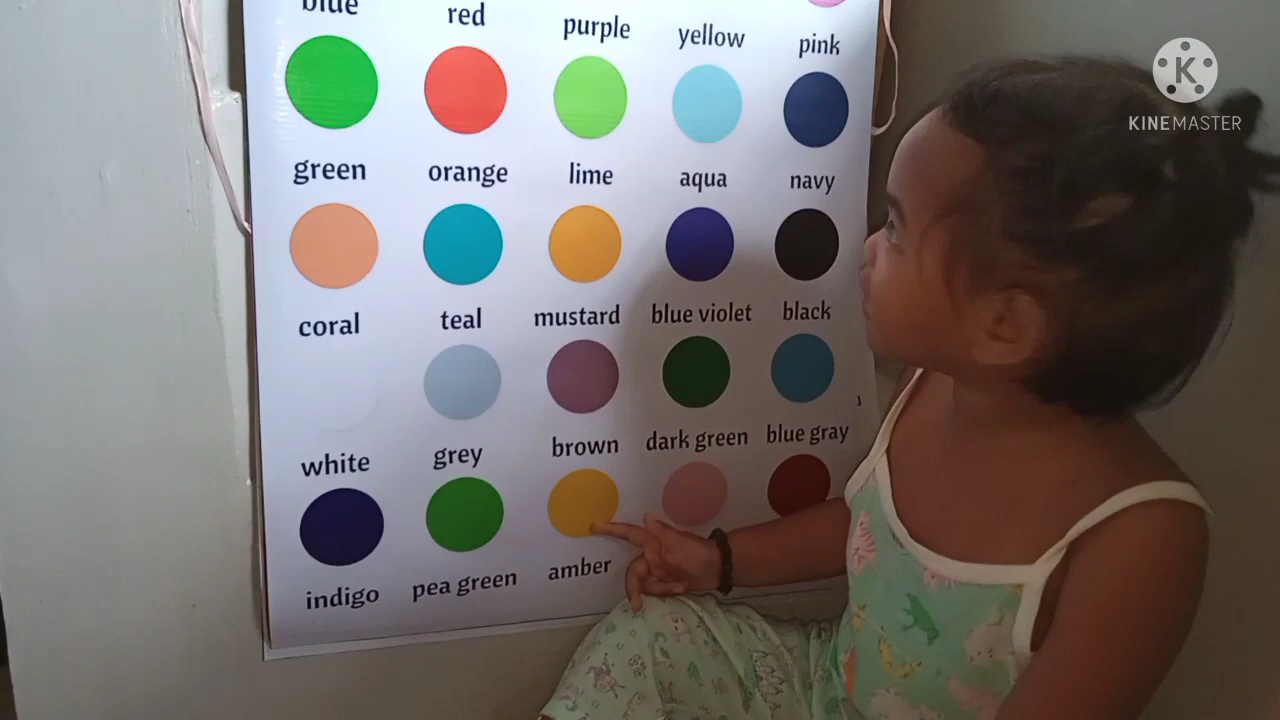 blue red purple yellow pink
green orange lime aqua navy
coral teal mustard blue violet black
white grey brown dark green blue gray
indigo pea green amber
K
KINEMASTER